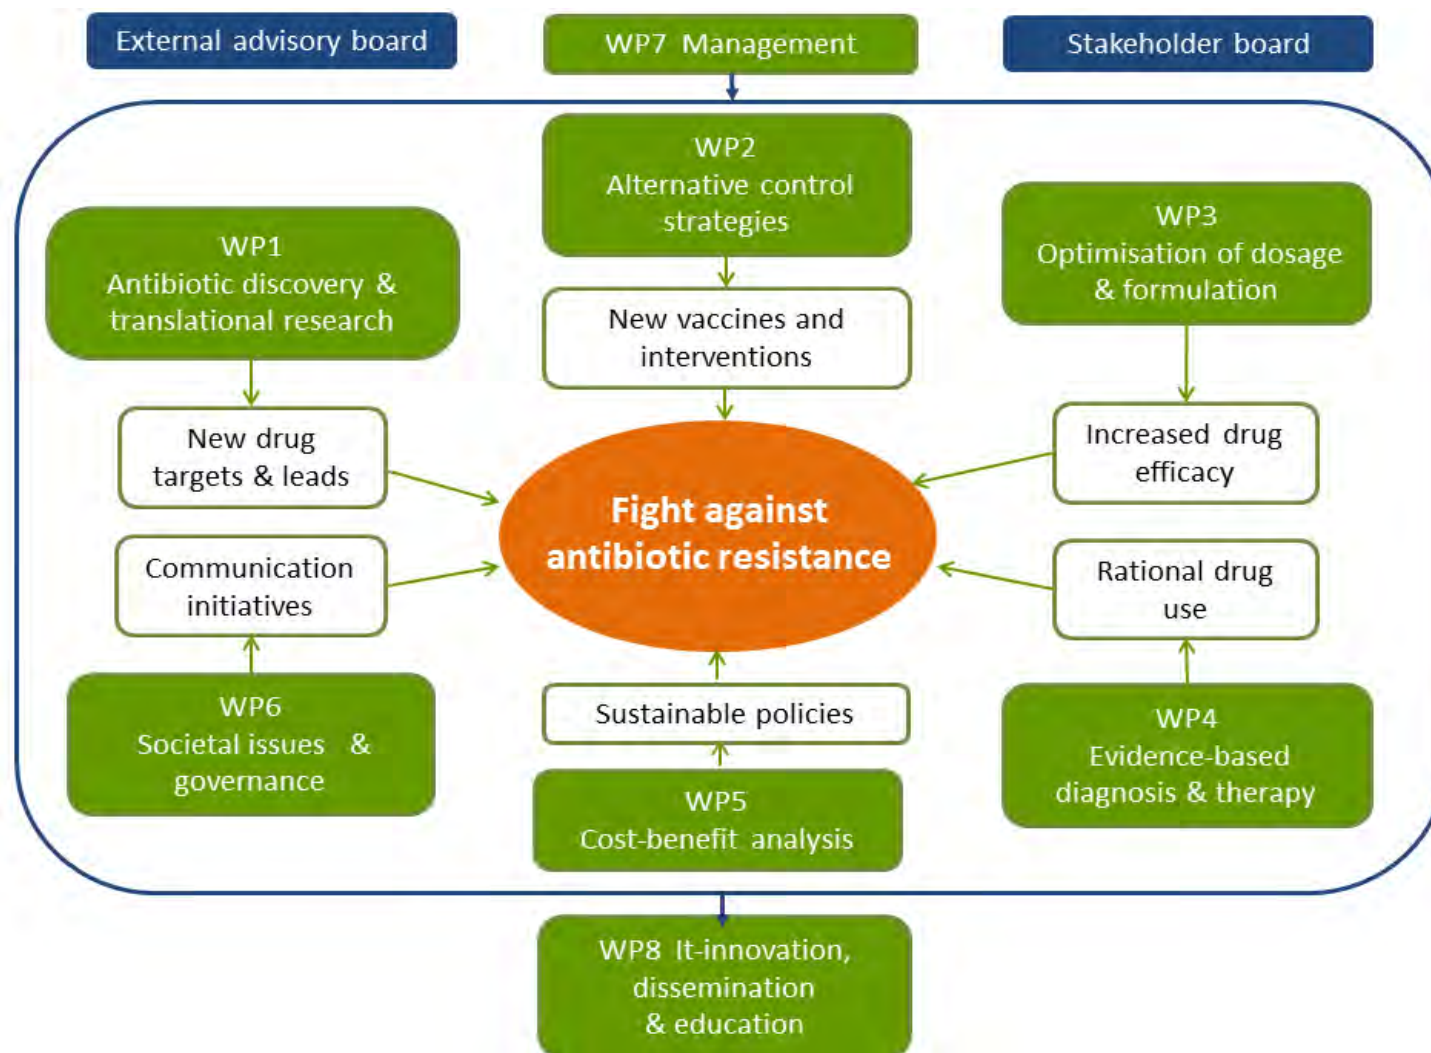 External advisory board
WP7 Management
Stakeholder board
WP2
Alternative control
strategies
WP1
Antibiotic discovery &
translational research
WP3
Optimisation of dosage
& formulation
New vaccines and
interventions
New drug
targets & leads
Increased drug
efficacy
Fight against
antibiotic resistance
Communication
initiatives
Rational drug
use
WP6
Societal issues &
governance
Sustainable policies
WP4
Evidence-based
diagnosis & therapy
WP5
Cost-benefit analysis
WP8 It-innovation,
dissemination
& education